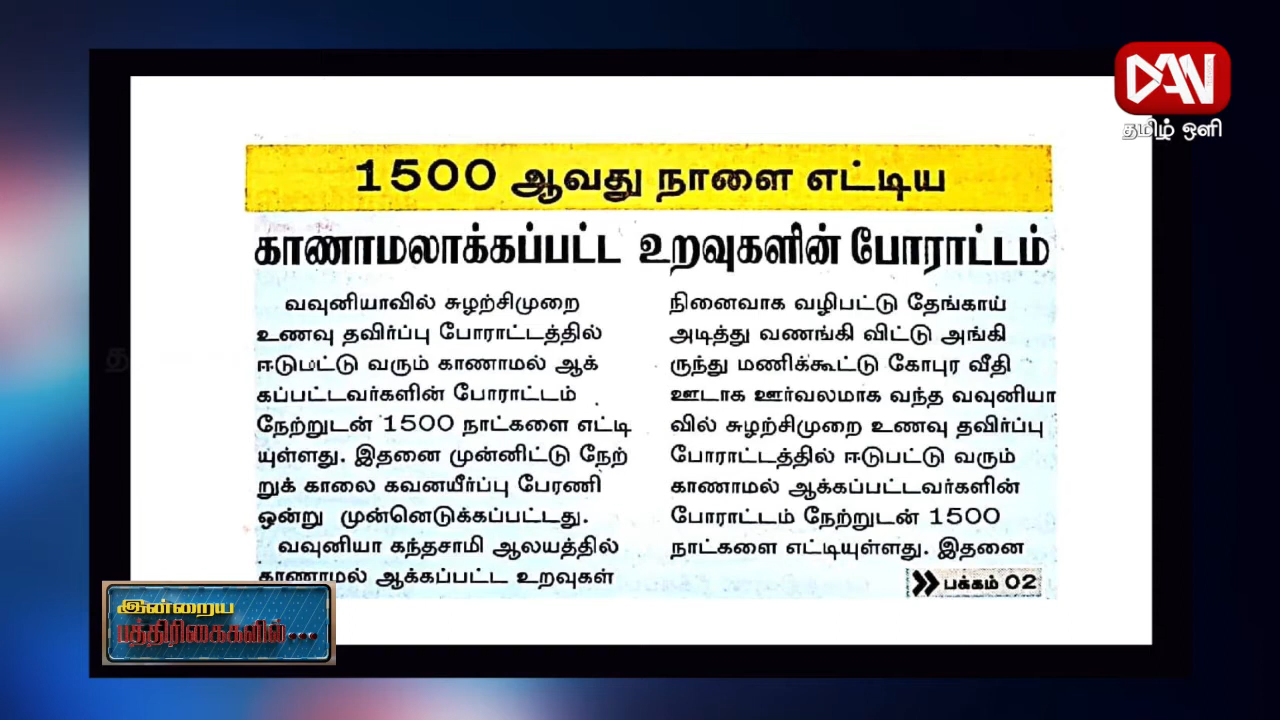 DAN
தமிழ் ஒளி
1500 ஆவது நாளை எட்டிய
காணாமலாக்கப்பட்ட உறவுகளின் போராட்டம்
வவுனியாவில் சுழற்சிமுறை
உணவு தவிர்ப்பு போராட்டத்தில்
ஈடுபட்டு வரும் காணாமல் ஆக்
கப்பட்டவர்களின் போராட்டம்
நேற்றுடன் 1500 நாட்களை எட்டி
யுள்ளது. இதனை முன்னிட்டு நேற்
றுக் காலை கவனயீர்ப்பு பேரணி
ஒன்று முன்னெடுக்கப்பட்டது.
வவுனியா கந்தசாமி ஆலயத்தில்
காணாமல் ஆக்கப்பட்ட உறவுகள்
நினைவாக வழிபட்டு தேங்காய்
அடித்து வணங்கி விட்டு அங்கி
ருந்து மணிக்கூட்டு கோபுர வீதி
ஊடாக ஊர்வலமாக வந்த வவுனியா
வில் சுழற்சிமுறை உணவு தவிர்ப்பு
போராட்டத்தில் ஈடுபட்டு வரும்
காணாமல் ஆக்கப்பட்டவர்களின்
போராட்டம் நேற்றுடன் 1500
நாட்களை எட்டியுள்ளது. இதனை
பக்கம் 02
இன்றைய
பத்திரிகைகளில்...